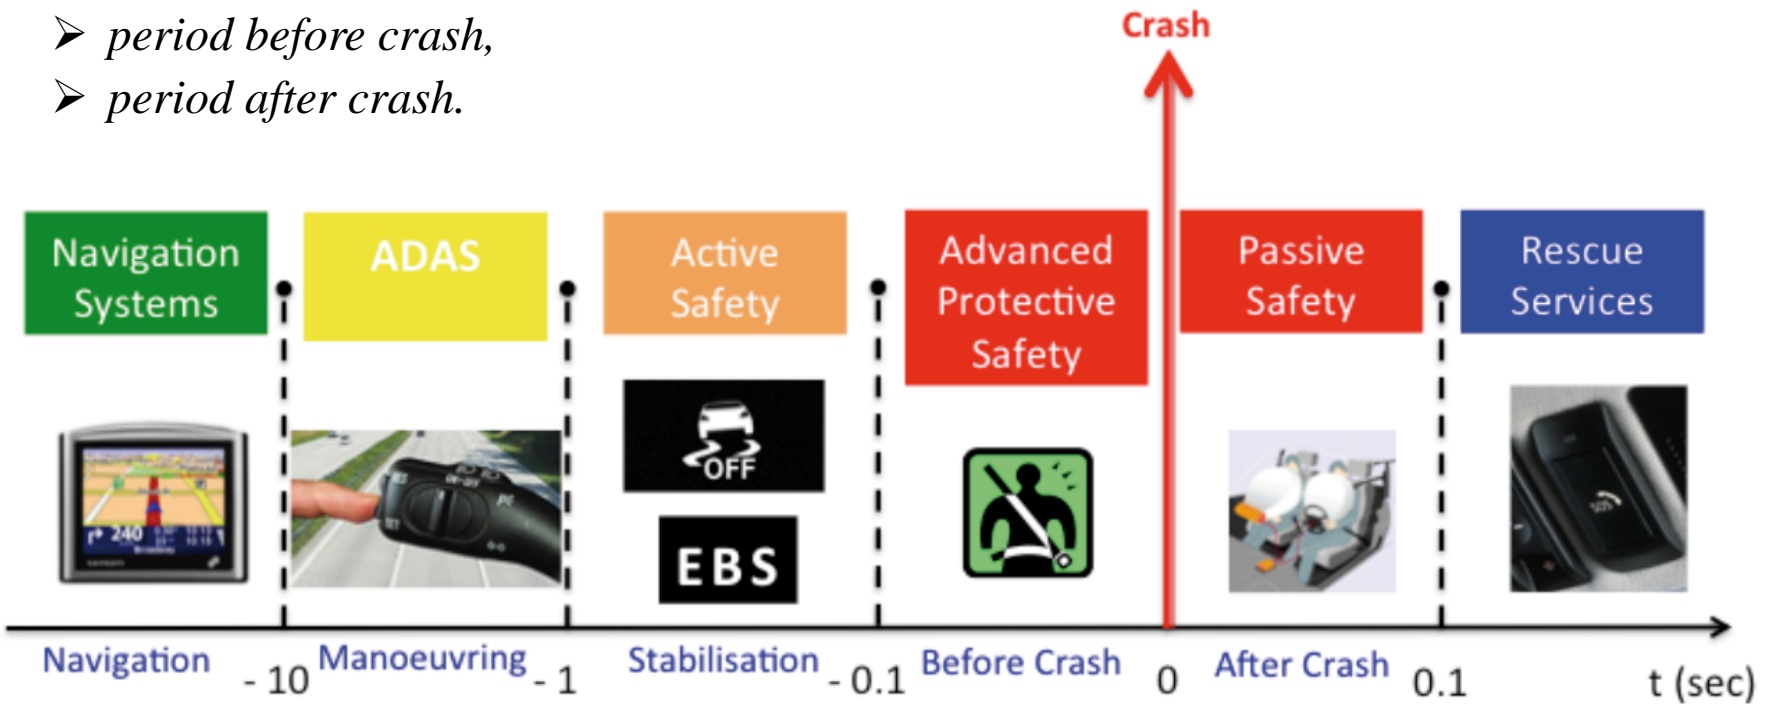 period before crash,
period after crash.
Crash
Navigation
Systems
ADAS
Active
Safety
Advanced
Protective
Safety
Passive
Safety
Rescue
Services
OFF
EBS
240
SOS
Navigation
- 10
Manoeuvring
- 1
Stabilisation
- 0.1
Before Crash
0
After Crash
0.1
t (sec)